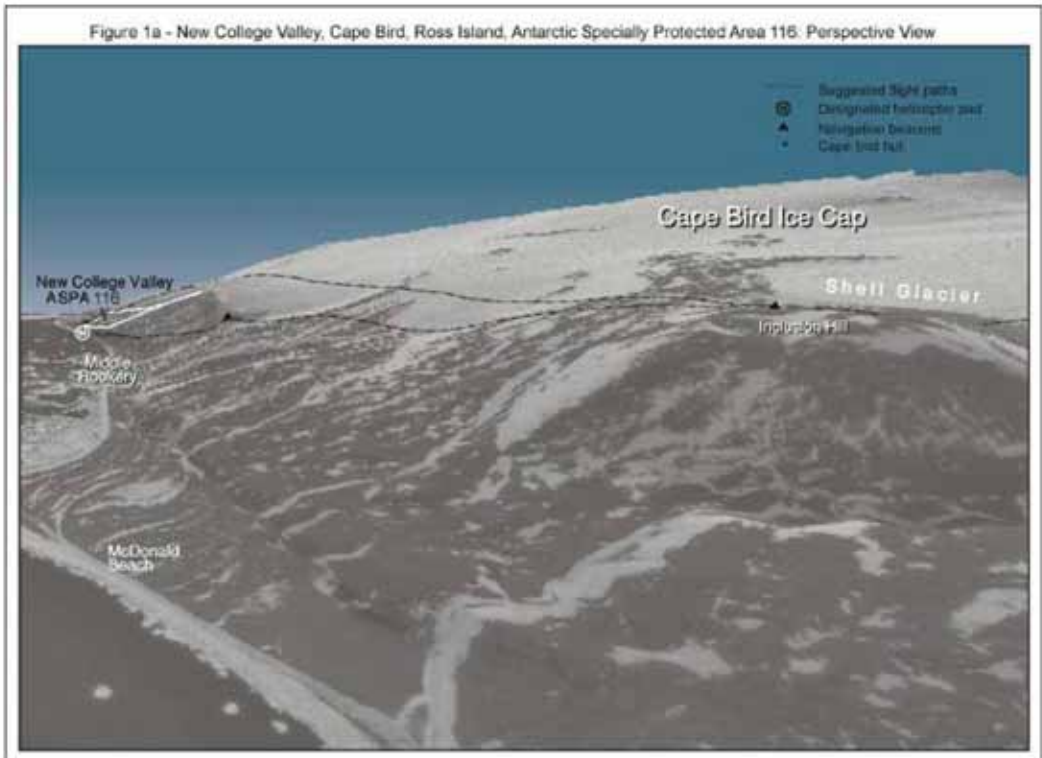 Figure 1a - New College Valley, Cape Bird, Ross Island, Antarctic Specially Protected Area 116: Perspective View
Suggested flight paths
Designated helicopter pad
Navigation beacons
Cape Bird hut
Cape Bird Ice Cap
New College Valley
ASPA 116
Shell Glacier
Inclusion Hill
Middle
Rookery
McDonald
Beach